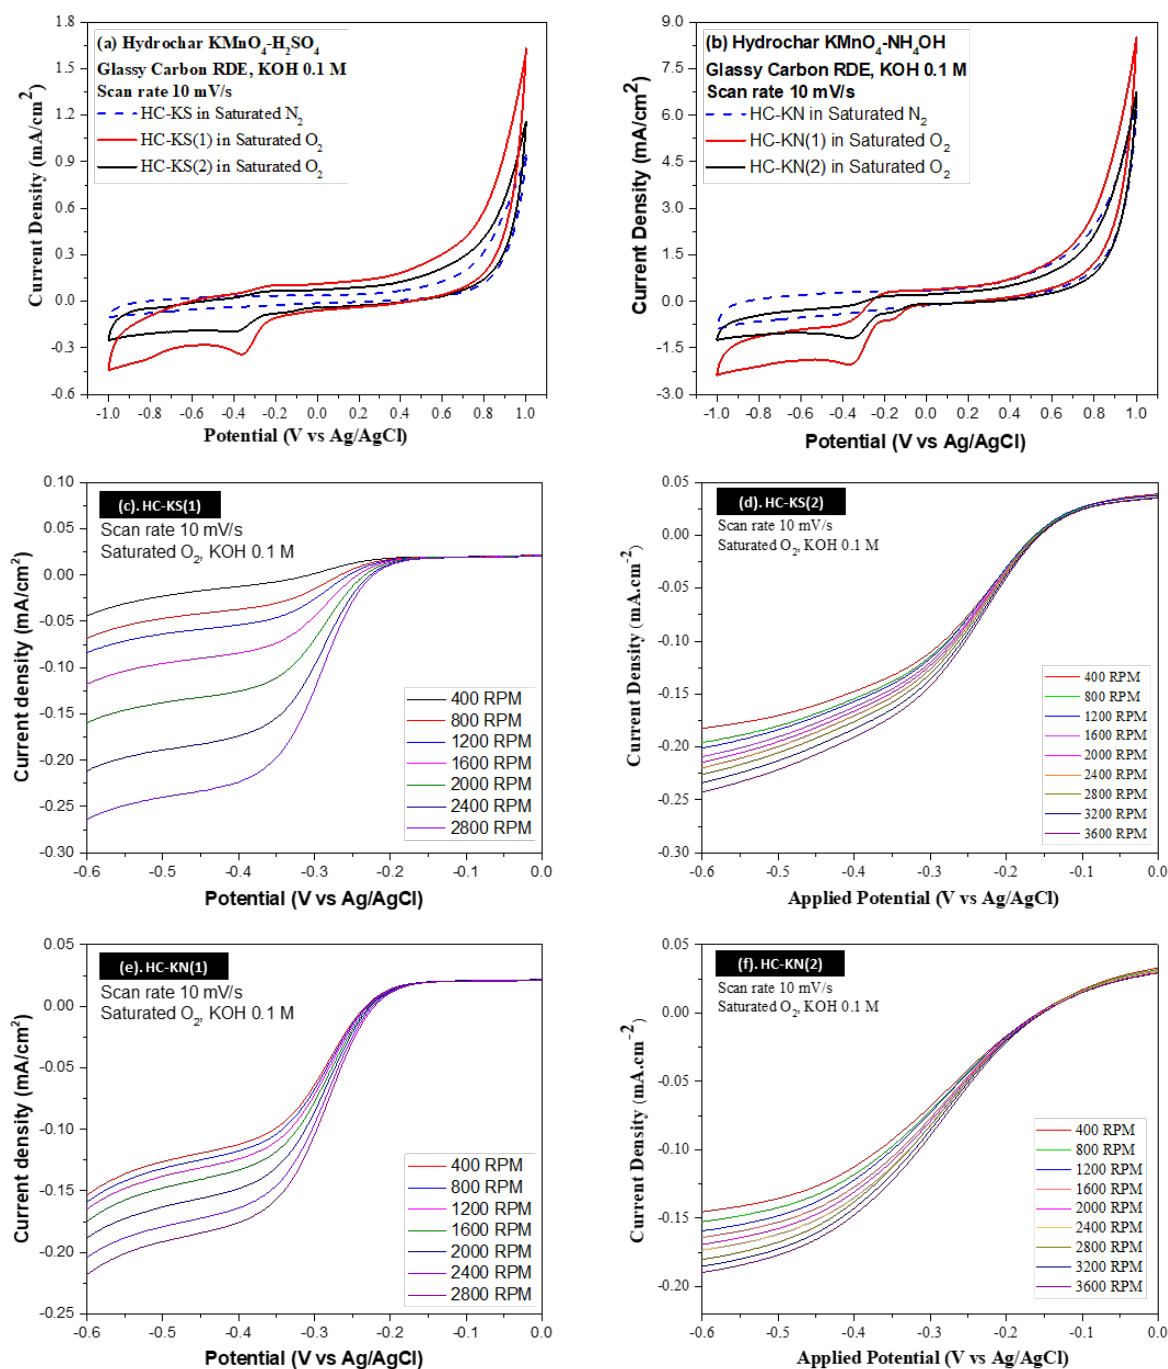 (a) Hydrochar KMnO4-H2SO4
Glassy Carbon RDE, KOH 0.1 M
Scan rate 10 mV/s
HC-KS in Saturated N2
HC-KS(1) in Saturated O2
HC-KS(2) in Saturated O2
Current Density (mA/cm2)
1.8
1.5
1.2
0.9
0.6
0.3
0.0
-0.3
-0.6
-1.0 -0.8 -0.6 -0.4 -0.2 0.0 0.2 0.4 0.6 0.8 1.0
Potential (V vs Ag/AgCl)
(b) Hydrochar KMnO4-NH4OH
Glassy Carbon RDE, KOH 0.1 M
Scan rate 10 mV/s
HC-KN in Saturated N2
HC-KN(1) in Saturated O2
HC-KN(2) in Saturated O2
Current Density (mA/cm2)
9.0
7.5
6.0
4.5
3.0
1.5
0.0
-1.5
-3.0
-1.0 -0.8 -0.6 -0.4 -0.2 0.0 0.2 0.4 0.6 0.8 1.0
Potential (V vs Ag/AgCl)
(c). HC-KS(1)
Scan rate 10 mV/s
Saturated O2, KOH 0.1 M
Current density (mA/cm2)
0.10
0.05
0.00
-0.05
-0.10
-0.15
-0.20
-0.25
-0.30
400 RPM
800 RPM
1200 RPM
1600 RPM
2000 RPM
2400 RPM
2800 RPM
-0.6 -0.5 -0.4 -0.3 -0.2 -0.1 0.0
Potential (V vs Ag/AgCl)
(d). HC-KS(2)
Scan rate 10 mV/s
Saturated O2, KOH 0.1 M
Current Density (mA.cm-2)
0.05
0.00
-0.05
-0.10
-0.15
-0.20
-0.25
-0.30
400 RPM
800 RPM
1200 RPM
1600 RPM
2000 RPM
2400 RPM
2800 RPM
3200 RPM
3600 RPM
-0.6 -0.5 -0.4 -0.3 -0.2 -0.1 0.0
Applied Potential (V vs Ag/AgCl)
(e). HC-KN(1)
Scan rate 10 mV/s
Saturated O2, KOH 0.1 M
Current density (mA/cm2)
0.05
0.00
-0.05
-0.10
-0.15
-0.20
-0.25
400 RPM
800 RPM
1200 RPM
1600 RPM
2000 RPM
2400 RPM
2800 RPM
-0.6 -0.5 -0.4 -0.3 -0.2 -0.1 0.0
Potential (V vs Ag/AgCl)
(f). HC-KN(2)
Scan rate 10 mV/s
Saturated O2, KOH 0.1 M
Current Density (mA.cm-2)
0.05
0.00
-0.05
-0.10
-0.15
-0.20
400 RPM
800 RPM
1200 RPM
1600 RPM
2000 RPM
2400 RPM
2800 RPM
3200 RPM
3600 RPM
-0.6 -0.5 -0.4 -0.3 -0.2 -0.1 0.0
Applied Potential (V vs Ag/AgCl)